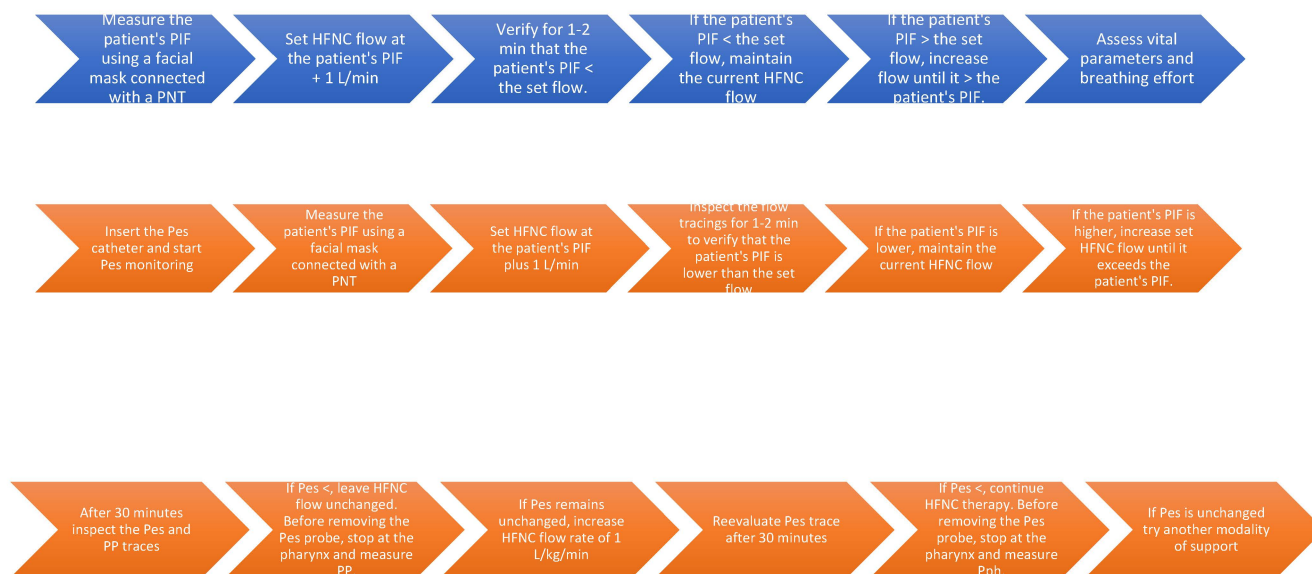 Measure the
patient's PIF
using a facial
mask connected
with a PNT
Set HFNC flow at
the patient's PIF
+ 1 L/min
Verify for 1-2
min that the
patient's PIF <
the set flow.
If the patient's
PIF < the set
flow, maintain
the current HFNC
flow
If the patient's
PIF > the set
flow, increase
flow until it > the
patient's PIF.
Assess vital
parameters and
breathing effort
Insert the Pes
catheter and start
Pes monitoring
Measure the
patient's PIF using a
facial mask
connected with a
PNT
Set HFNC flow at
the patient's PIF
plus 1 L/min
Inspect the flow
tracings for 1-2 min
to verify that the
patient's PIF is
lower than the set
flow
If the patient's PIF is
lower, maintain the
current HFNC flow
If the patient's PIF is
higher, increase set
HFNC flow until it
exceeds the
patient's PIF.
After 30 minutes
inspect the Pes and
PP traces
If Pes <, leave HFNC
flow unchanged.
Before removing the
Pes probe, stop at the
pharynx and measure
PP
If Pes remains
unchanged, increase
HFNC flow rate of 1
L/kg/min
Reevaluate Pes trace
after 30 minutes
If Pes <, continue
HFNC therapy. Before
removing the Pes
probe, stop at the
pharynx and measure
Pph
If Pes is unchanged
try another modality
of support